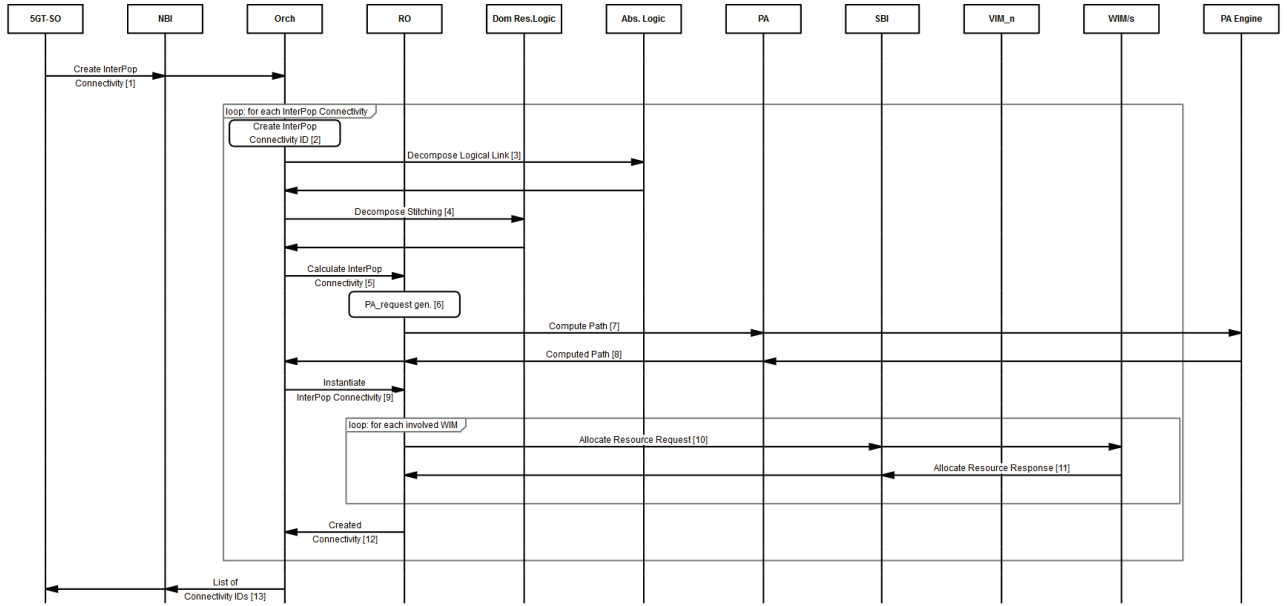 5GT-SO
NBI
Orch
RO
Dom Res.Logic
Abs. Logic
PA
SBI
VIM_n
WIM/s
PA Engine
Create InterPop
Connectivity [1]
loop: for each InterPop Connectivity
Create InterPop
Connectivity ID [2]
Decompose Logical Link [3]
Decompose Stitching [4]
Calculate InterPop
Connectivity [5]
PA_request gen. [6]
Compute Path [7]
Computed Path [8]
Instantiate
InterPop Connectivity [9]
loop: for each involved WIM
Allocate Resource Request [10]
Allocate Resource Response [11]
Created
Connectivity [12]
List of
Connectivity IDs [13]